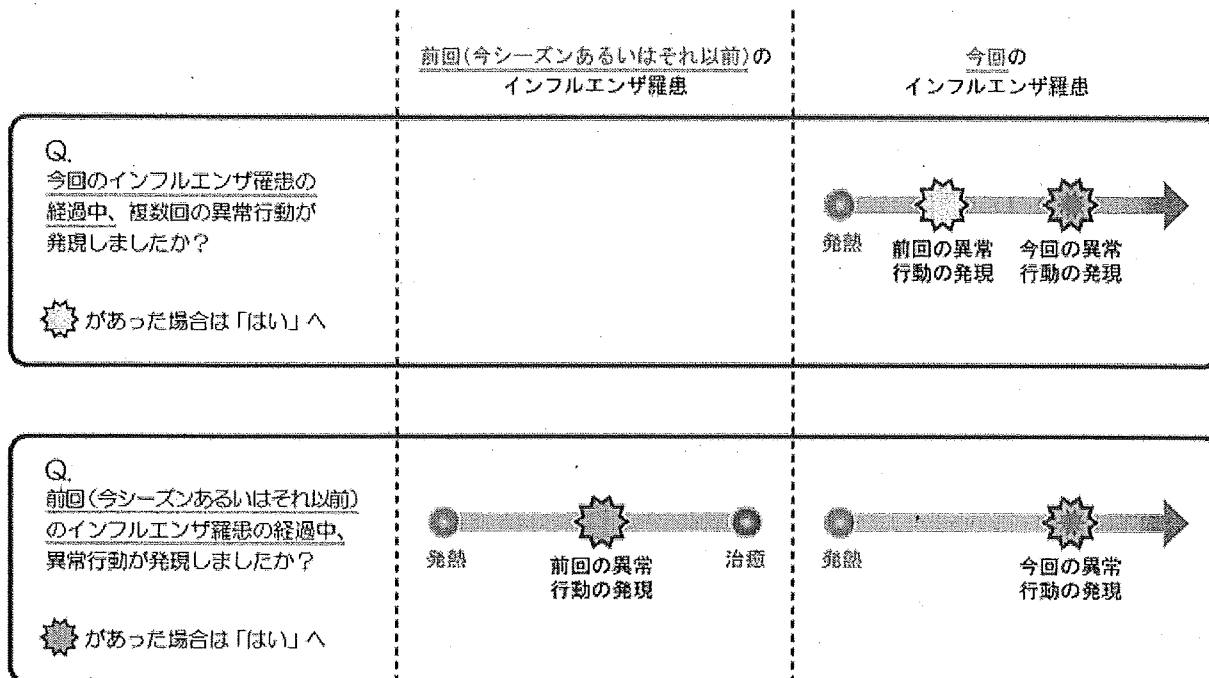 前回(今シーズンあるいはそれ以前)の
インフルエンザ羅患
今回の
インフルエンザ羅患
Q.
今回のインフルエンザ罹患の
経過中、複数回の異常行動が
発現しましたか?
があった場合は「はい」へ
発熱
前回の異常
行動の発現
今回の異常
行動の発現
Q.
前回(今シーズンあるいはそれ以前)
のインフルエンザ羅患の経過中、
異常行動が発現しましたか?
があった場合は「はい」へ
発熱
前回の異常
行動の発現
治癒
発熱
今回の異常
行動の発現